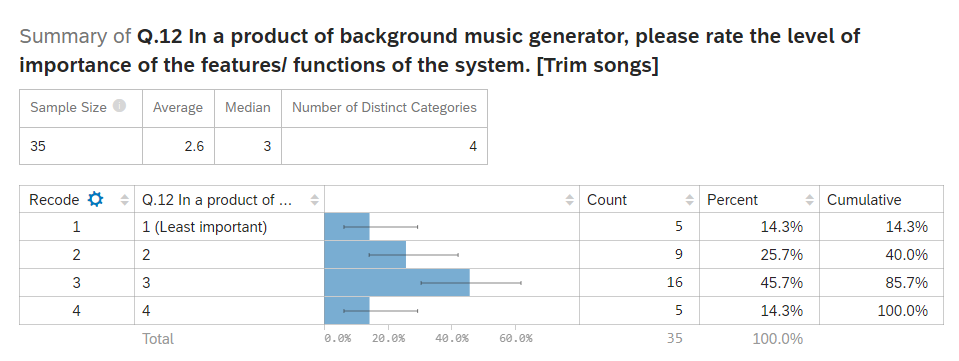 Summary of Q.12 In a product of background music generator, please rate the level of
importance of the features/ functions of the system. [Trim songs]
Sample Size Average Median Number of Distinct Categories
35 2.6 3 4
Recode Q.12 In a product of ... Count Percent Cumulative
1 1 (Least important) 5 14.3% 14.3%
2 2 9 25.7% 40.0%
3 3 16 45.7% 85.7%
4 4 5 14.3% 100.0%
Total 0.0% 20.0% 40.0% 60.0% 35 100.0%